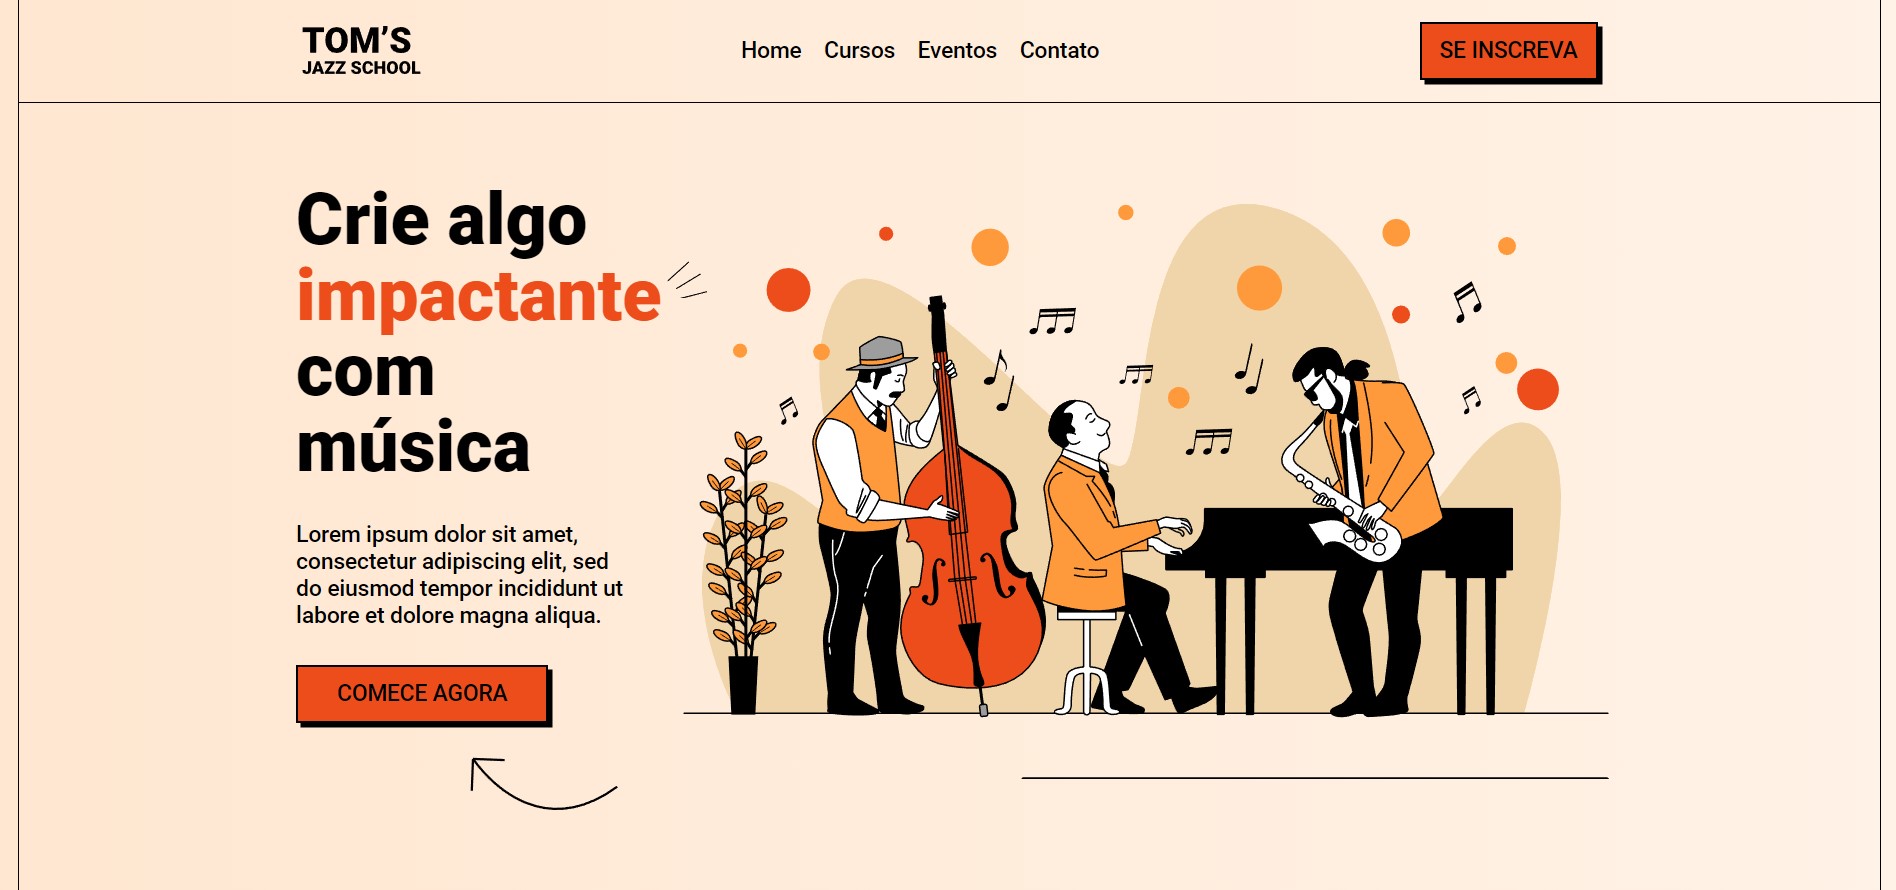 TOM’S
JAZZ SCHOOL
Home
Cursos
Eventos
Contato
SE INSCREVA
Crie algo
impactante
com
música
Lorem ipsum dolor sit amet,
consectetur adipiscing elit, sed
do eiusmod tempor incididunt ut
labore et dolore magna aliqua.
COMECE AGORA